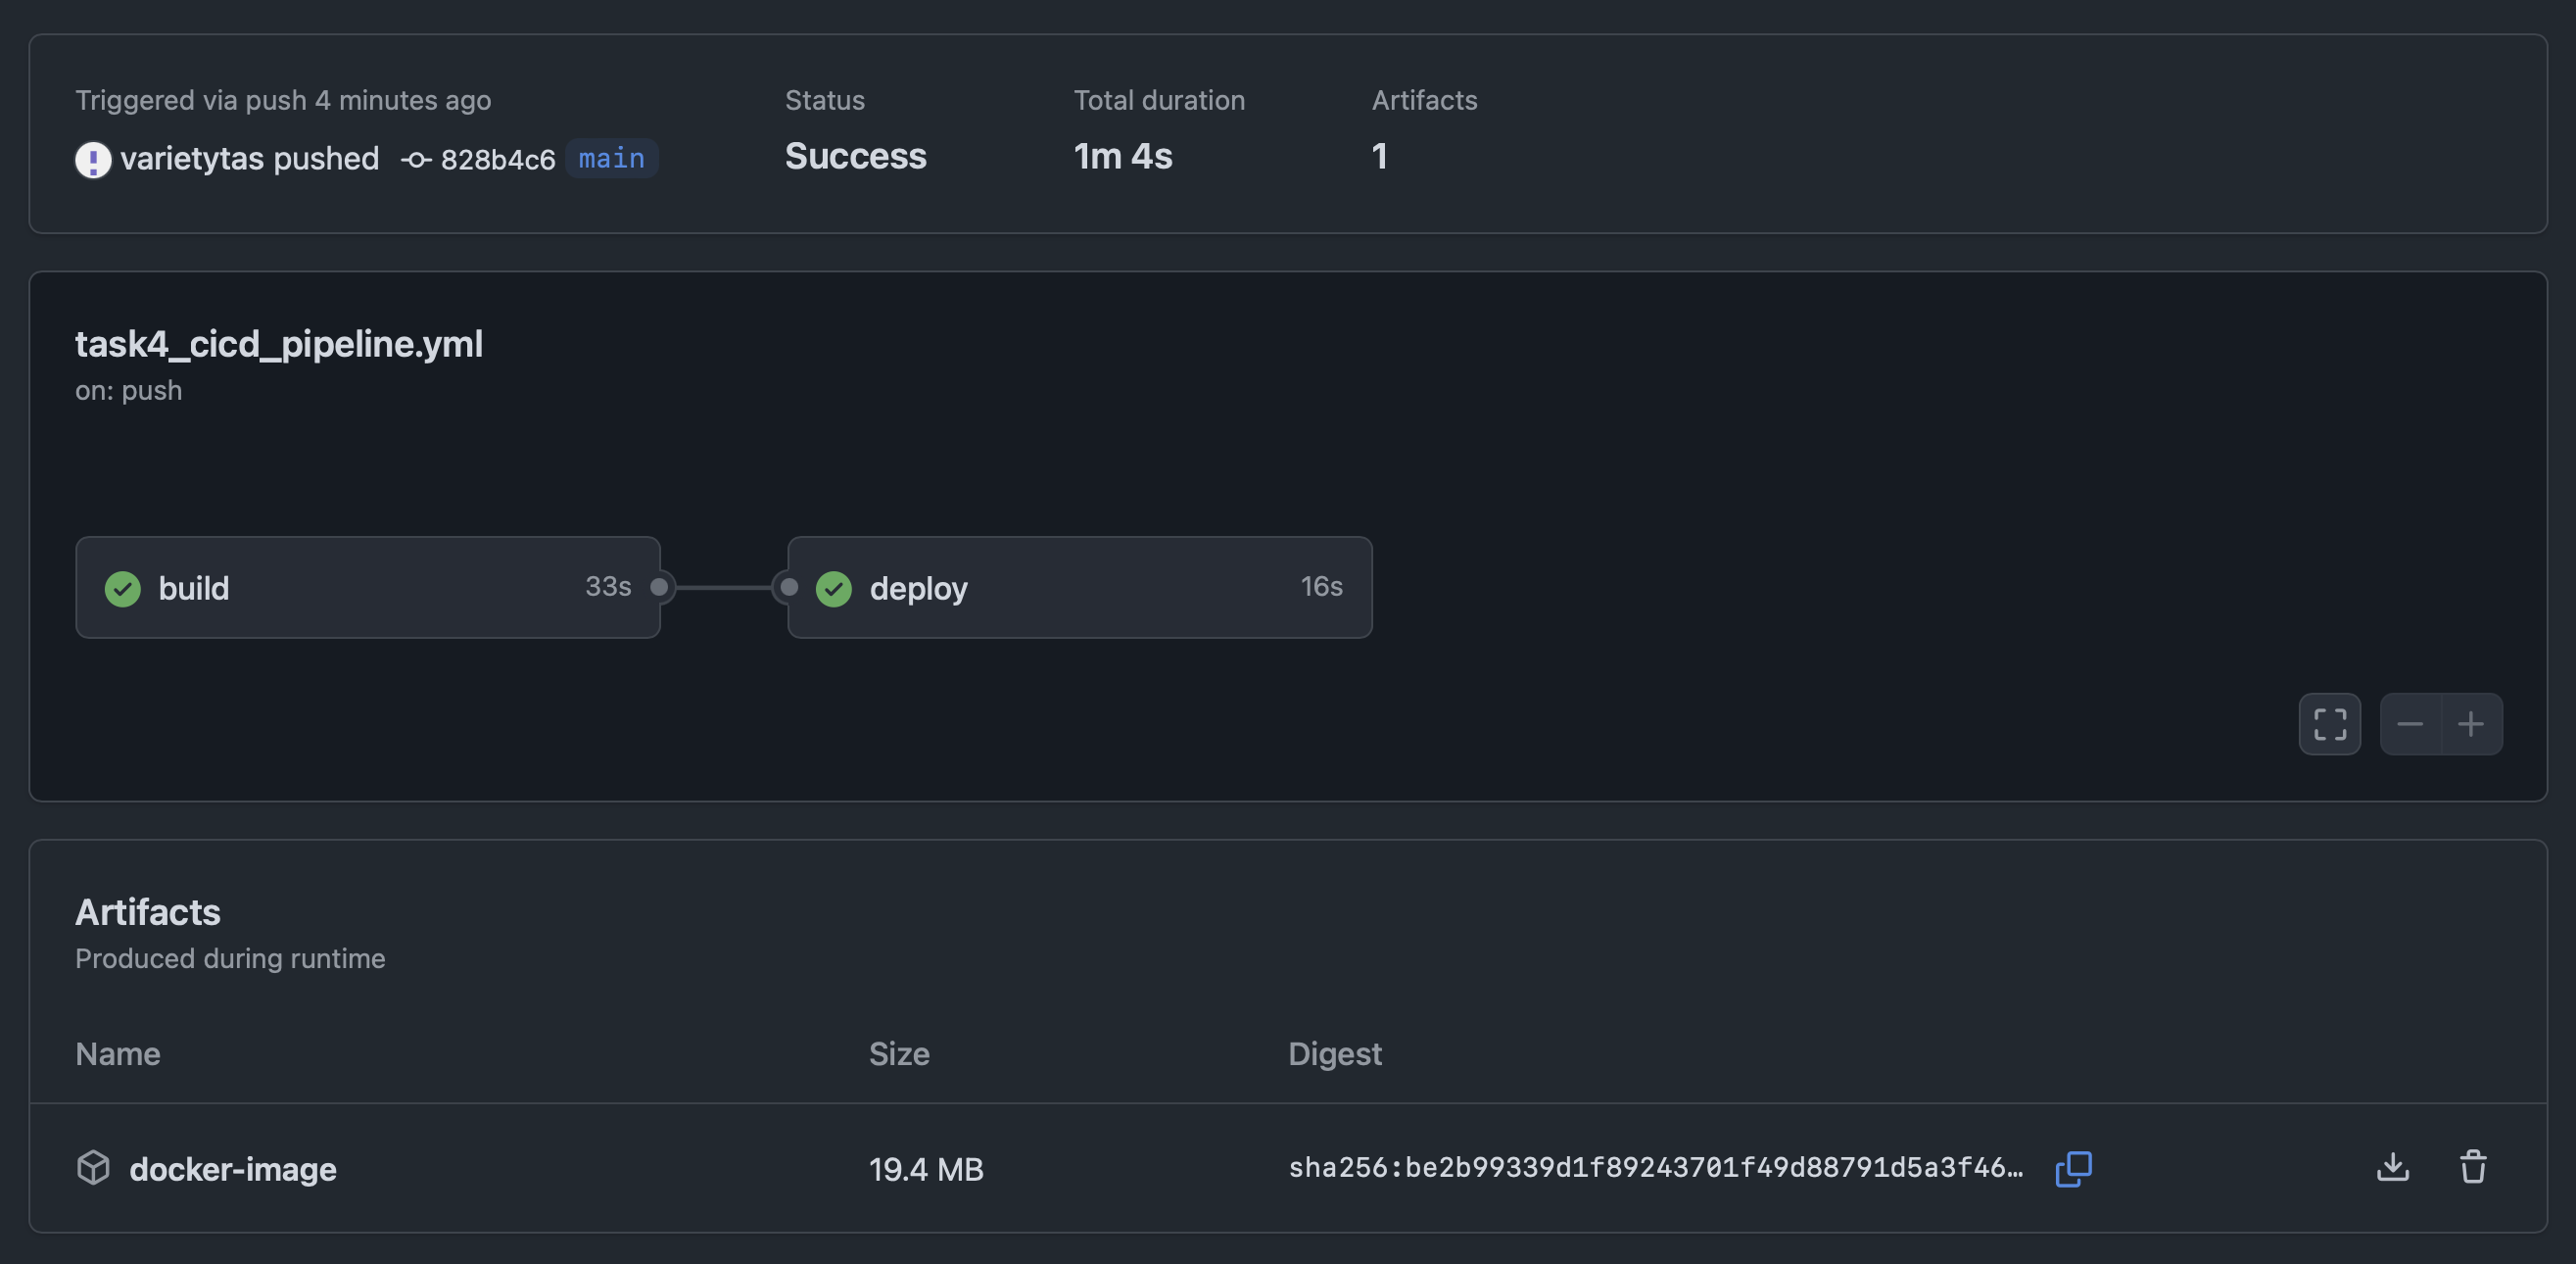 Triggered via push 4 minutes ago
varietytas pushed 828b4c6 main
Status
Success
Total duration
1m 4s
Artifacts
1
task4_cicd_pipeline.yml
on: push
build 33s
deploy 16s
Artifacts
Produced during runtime
Name Size Digest
docker-image 19.4 MB sha256:be2b99339d1f89243701f49d88791d5a3f46…